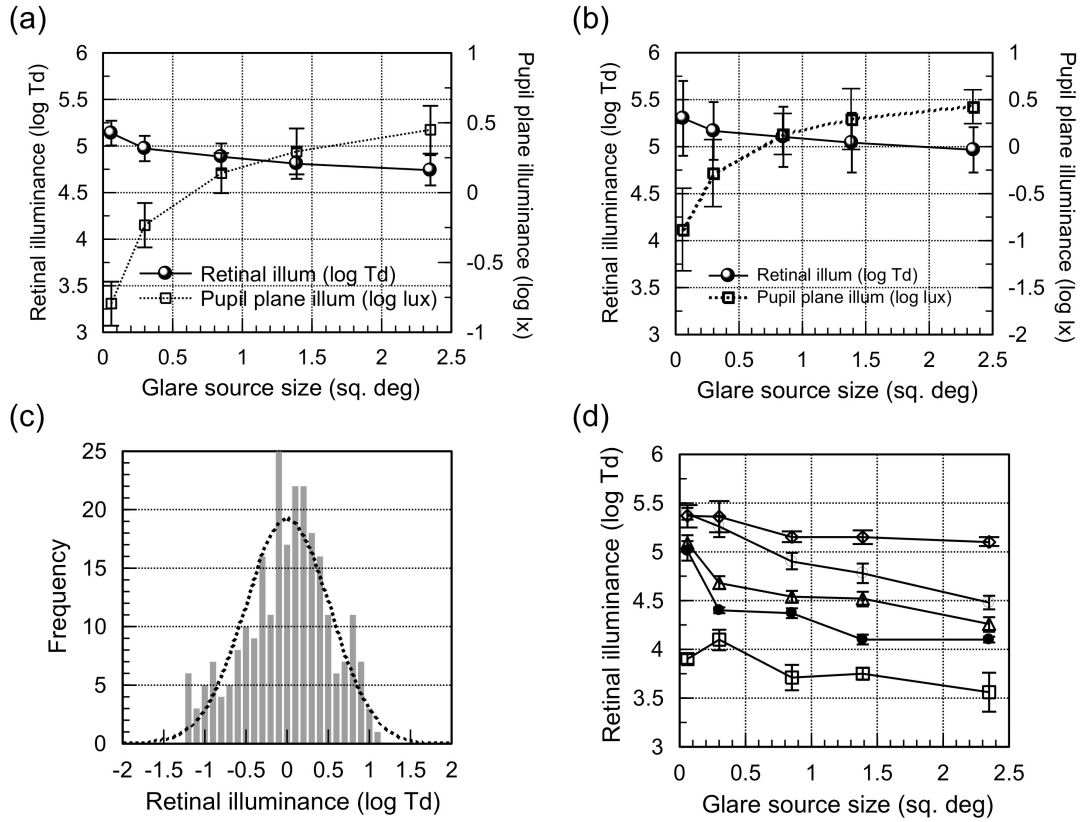 (a)
Retinal illuminance (log Td)
6
5.5
5
4.5
4
3.5
3
1
0.5
0
-0.5
-1
Pupil plane illuminance (log lx)
Retinal illum (log Td)
Pupil plane illum (log lux)
0 0.5 1 1.5 2 2.5
Glare source size (sq. deg)
(b)
Retinal illuminance (log Td)
6
5.5
5
4.5
4
3.5
3
1
0.5
0
-0.5
-1
-1.5
-2
Pupil plane illuminance (log lx)
Retinal illum (log Td)
Pupil plane illum (log lux)
0 0.5 1 1.5 2 2.5
Glare source size (sq. deg)
(c)
Frequency
25
20
15
10
5
0
-2 -1.5 -1 -0.5 0 0.5 1 1.5 2
Retinal illuminance (log Td)
(d)
Retinal illuminance (log Td)
6
5.5
5
4.5
4
3.5
3
0 0.5 1 1.5 2 2.5
Glare source size (sq. deg)